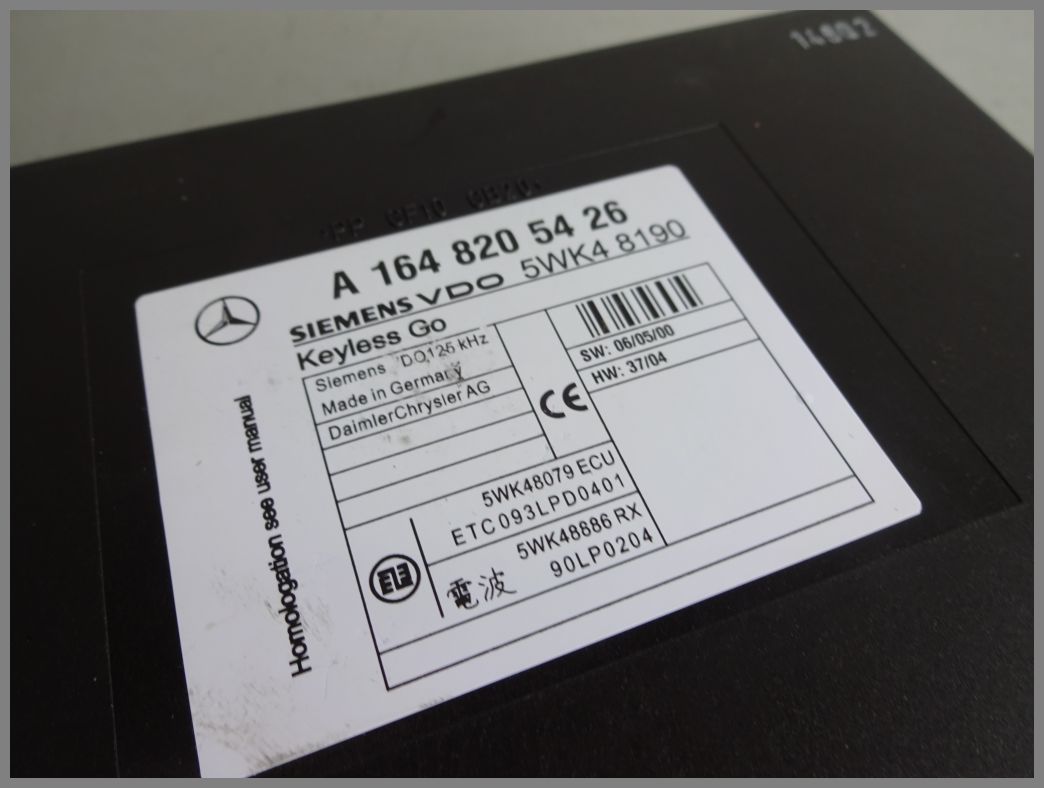 14802
A 164 820 54 26
SIEMENS VDO 5WK4 8190
Keyless Go
Siemens DO125 kHz
Made in Germany
DaimlerChrysler AG
SW: 06/05/00
HW: 37/04
CE
5WK48079 ECU
ETC093LPD0401
5WK48886 RX
電波 90LP0204
Homologation see user manual